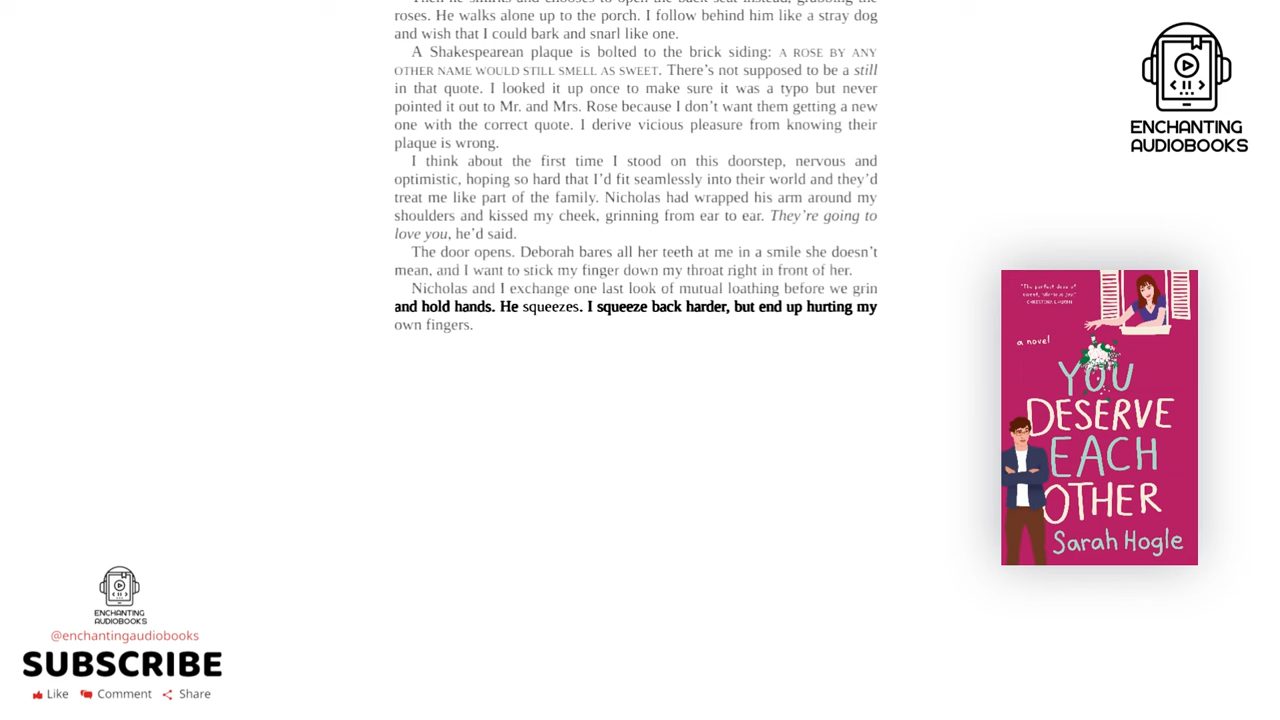 roses. He walks alone up to the porch. I follow behind him like a stray dog
and wish that I could bark and snarl like one.
A Shakespearean plaque is bolted to the brick siding: A ROSE BY ANY
OTHER NAME WOULD STILL SMELL AS SWEET. There's not supposed to be a still
in that quote. I looked it up once to make sure it was a typo but never
pointed it out to Mr. and Mrs. Rose because I don't want them getting a new
one with the correct quote. I derive vicious pleasure from knowing their
plaque is wrong.
I think about the first time I stood on this doorstep, nervous and
optimistic, hoping so hard that I'd fit seamlessly into their world and they'd
treat me like part of the family. Nicholas had wrapped his arm around my
shoulders and kissed my cheek, grinning from ear to ear. They're going to
love you, he'd said.
The door opens. Deborah bares all her teeth at me in a smile she doesn't
mean, and I want to stick my finger down my throat right in front of her.
Nicholas and I exchange one last look of mutual loathing before we grin
and hold hands. He squeezes. I squeeze back harder, but end up hurting my
own fingers.
ENCHANTING
AUDIOBOOKS
"The perfect dose of
CHRISTINA LAUREN
a novel
YOU
DESERVE
EACH
OTHER
Sarah Hogle
ENCHANTING
AUDIOBOOKS
@enchantingaudiobooks
SUBSCRIBE
Like Comment Share